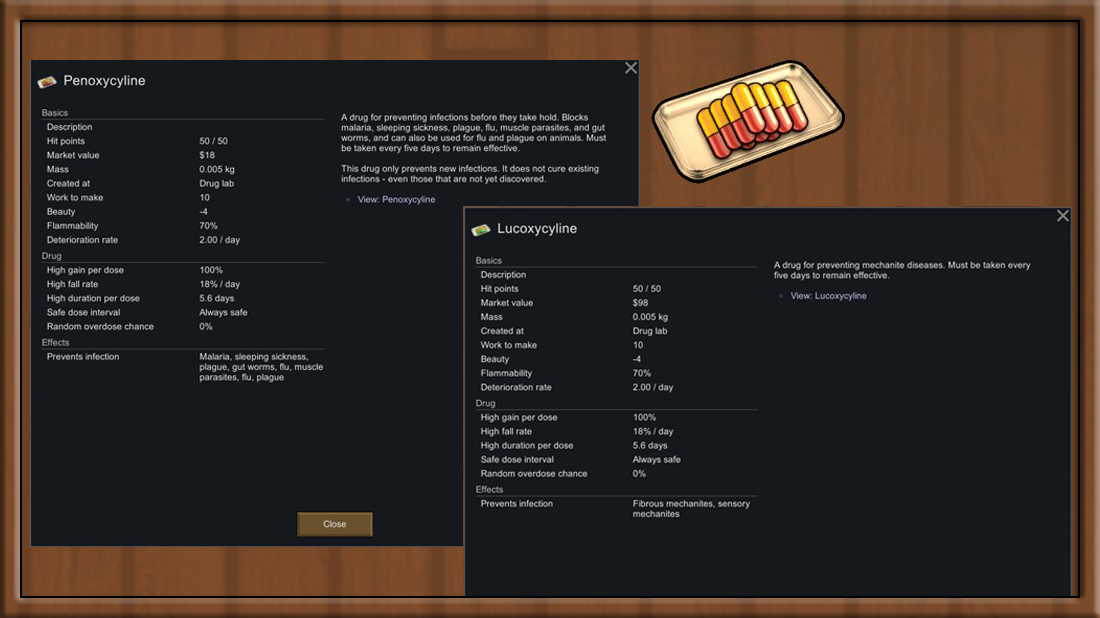 Penoxycyline
Basics
Description
Hit points 50 / 50
Market value $18
Mass 0.005 kg
Created at Drug lab
Work to make 10
Beauty -4
Flammability 70%
Deterioration rate 2.00 / day
Drug
High gain per dose 100%
High fall rate 18% / day
High duration per dose 5.6 days
Safe dose interval Always safe
Random overdose chance 0%
Effects
Prevents infection Malaria, sleeping sickness,
plague, gut worms, flu, muscle
parasites, flu, plague
A drug for preventing infections before they take hold. Blocks
malaria, sleeping sickness, plague, flu, muscle parasites, and gut
worms, and can also be used for flu and plague on animals. Must
be taken every five days to remain effective.
This drug only prevents new infections. It does not cure existing
infections - even those that are not yet discovered.
View: Penoxycyline
Close
Lucoxycyline
Basics
Description
Hit points 50 / 50
Market value $98
Mass 0.005 kg
Created at Drug lab
Work to make 10
Beauty -4
Flammability 70%
Deterioration rate 2.00 / day
Drug
High gain per dose 100%
High fall rate 18% / day
High duration per dose 5.6 days
Safe dose interval Always safe
Random overdose chance 0%
Effects
Prevents infection Fibrous mechanites, sensory
mechanites
A drug for preventing mechanite diseases. Must be taken every
five days to remain effective.
View: Lucoxycyline